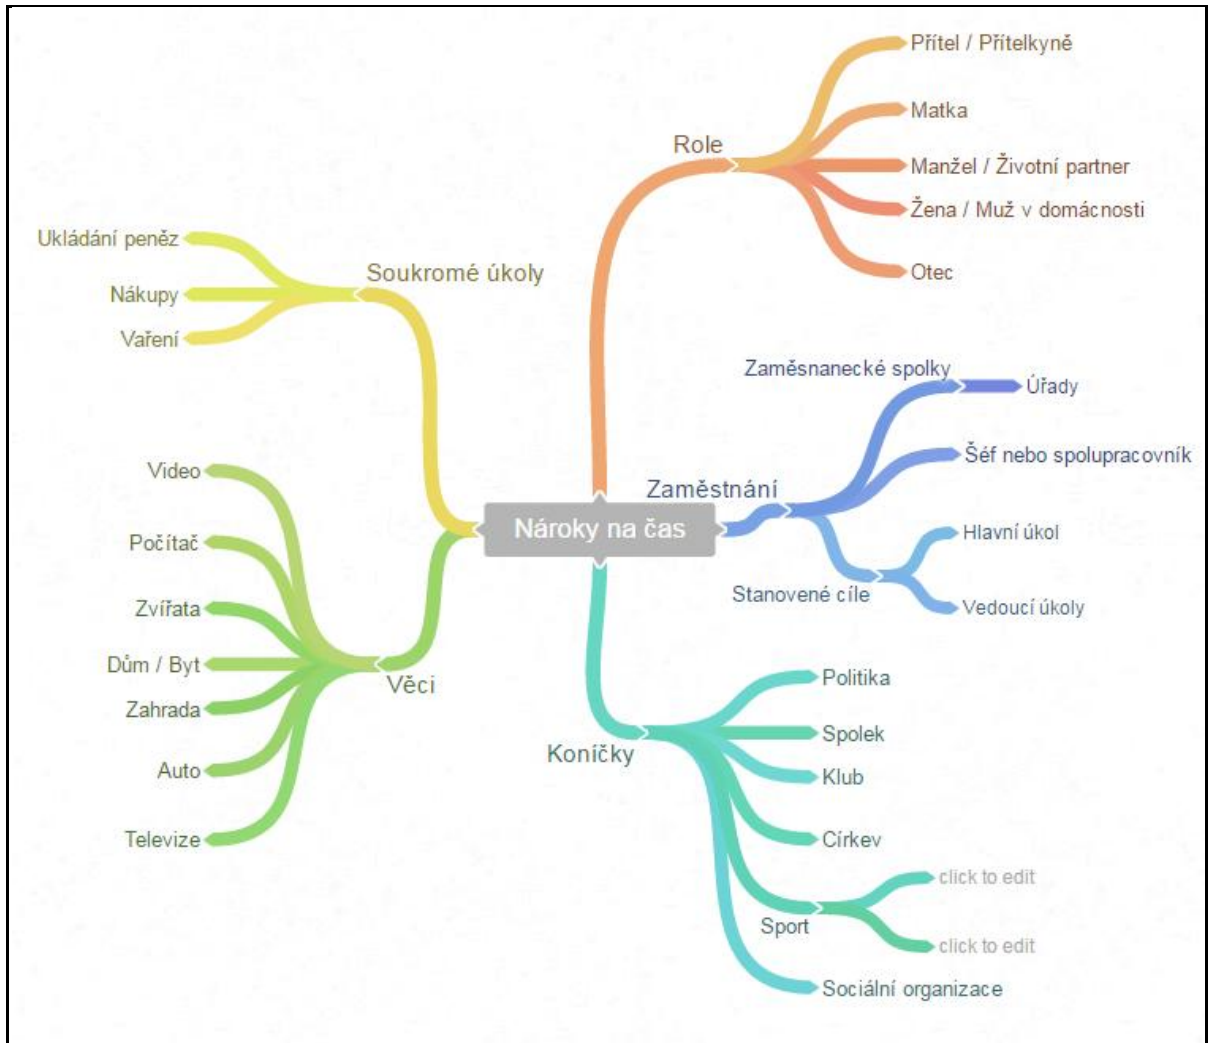 Nároky na čas
Role
Přítel / Přítelkyně
Matka
Manžel / Životní partner
Žena / Muž v domácnosti
Otec
Zaměstnání
Zaměsnanecké spolky
Úřady
Šéf nebo spolupracovník
Stanovené cíle
Hlavní úkol
Vedoucí úkoly
Koníčky
Politika
Spolek
Klub
Církev
Sport
click to edit
click to edit
Sociální organizace
Soukromé úkoly
Ukládání peněz
Nákupy
Vaření
Věci
Video
Počítač
Zvířata
Dům / Byt
Zahrada
Auto
Televize